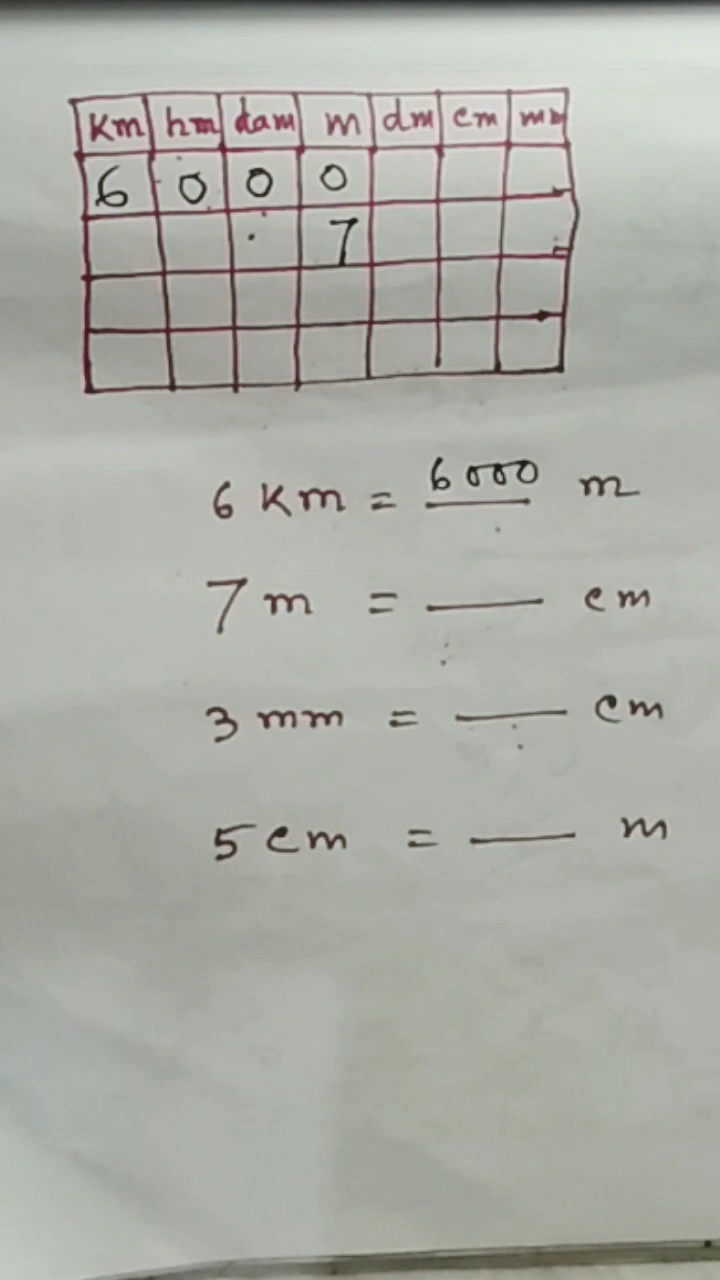 Km hm dam m dm cm mm
6 0 0 0
7
6 Km = 6000 m
7 m = ___ cm
3 mm = ___ cm
5 cm = ___ m